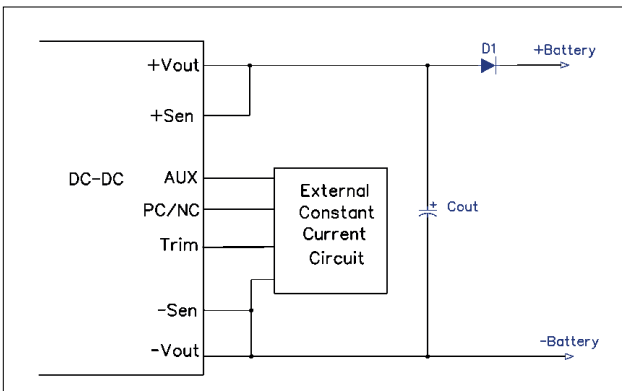 D1
+Battery
+Vout
+Sen
DC-DC
AUX
PC/NC
Trim
External
Constant
Current
Circuit
+
Cout
-Sen
-Vout
-Battery